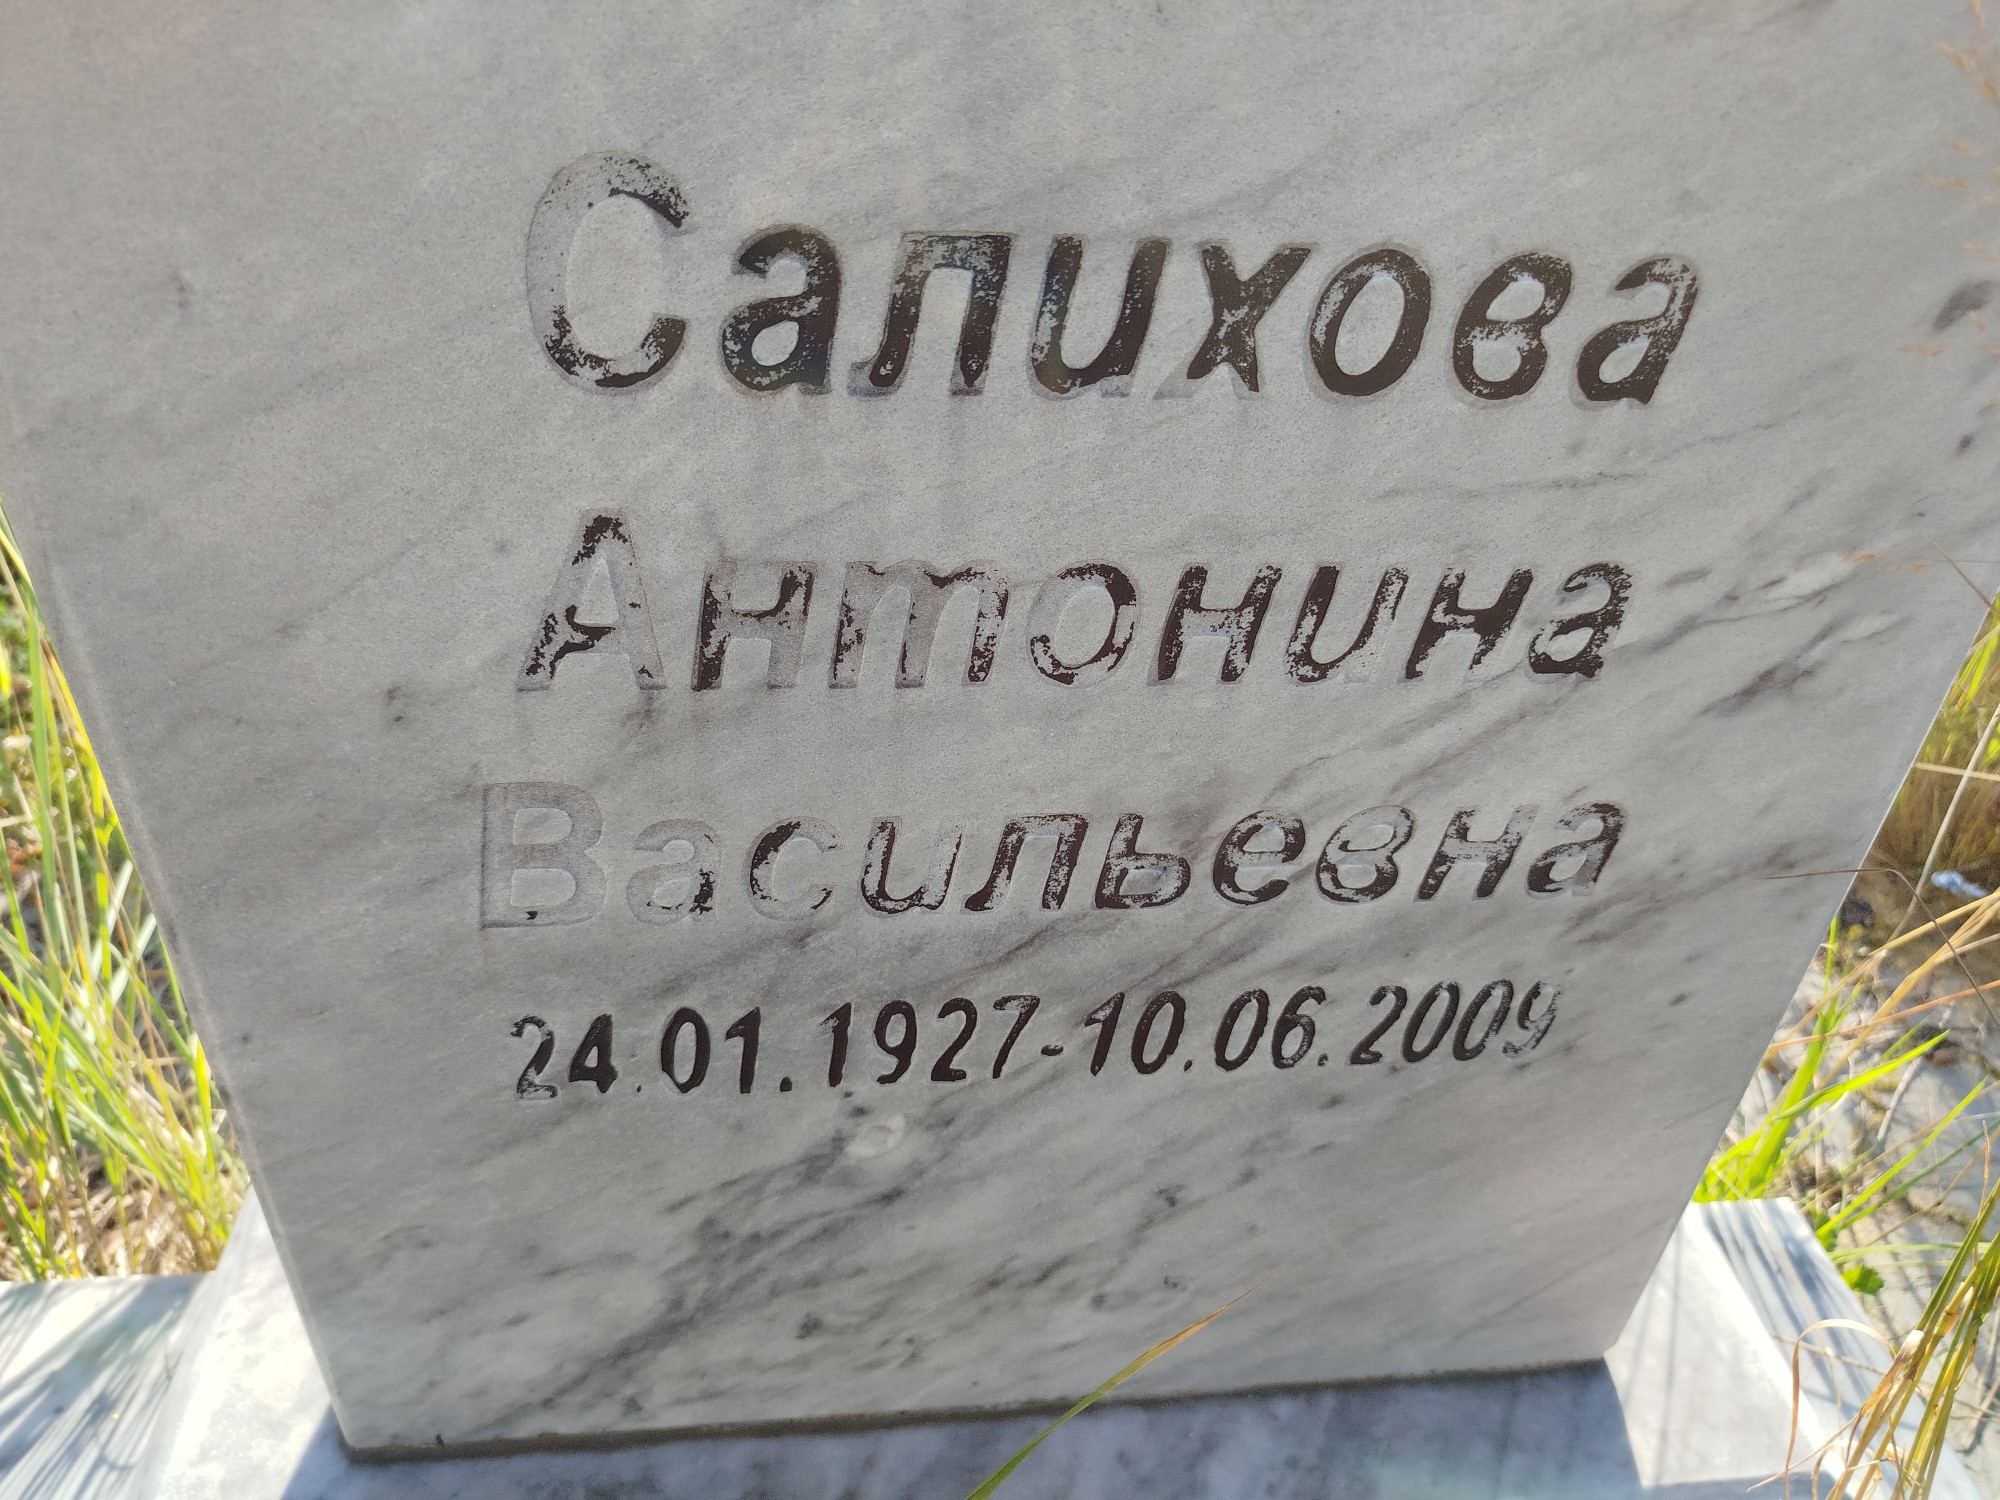 Салихова
Антонина
Васильевна
24.01.1927-10.06.2009